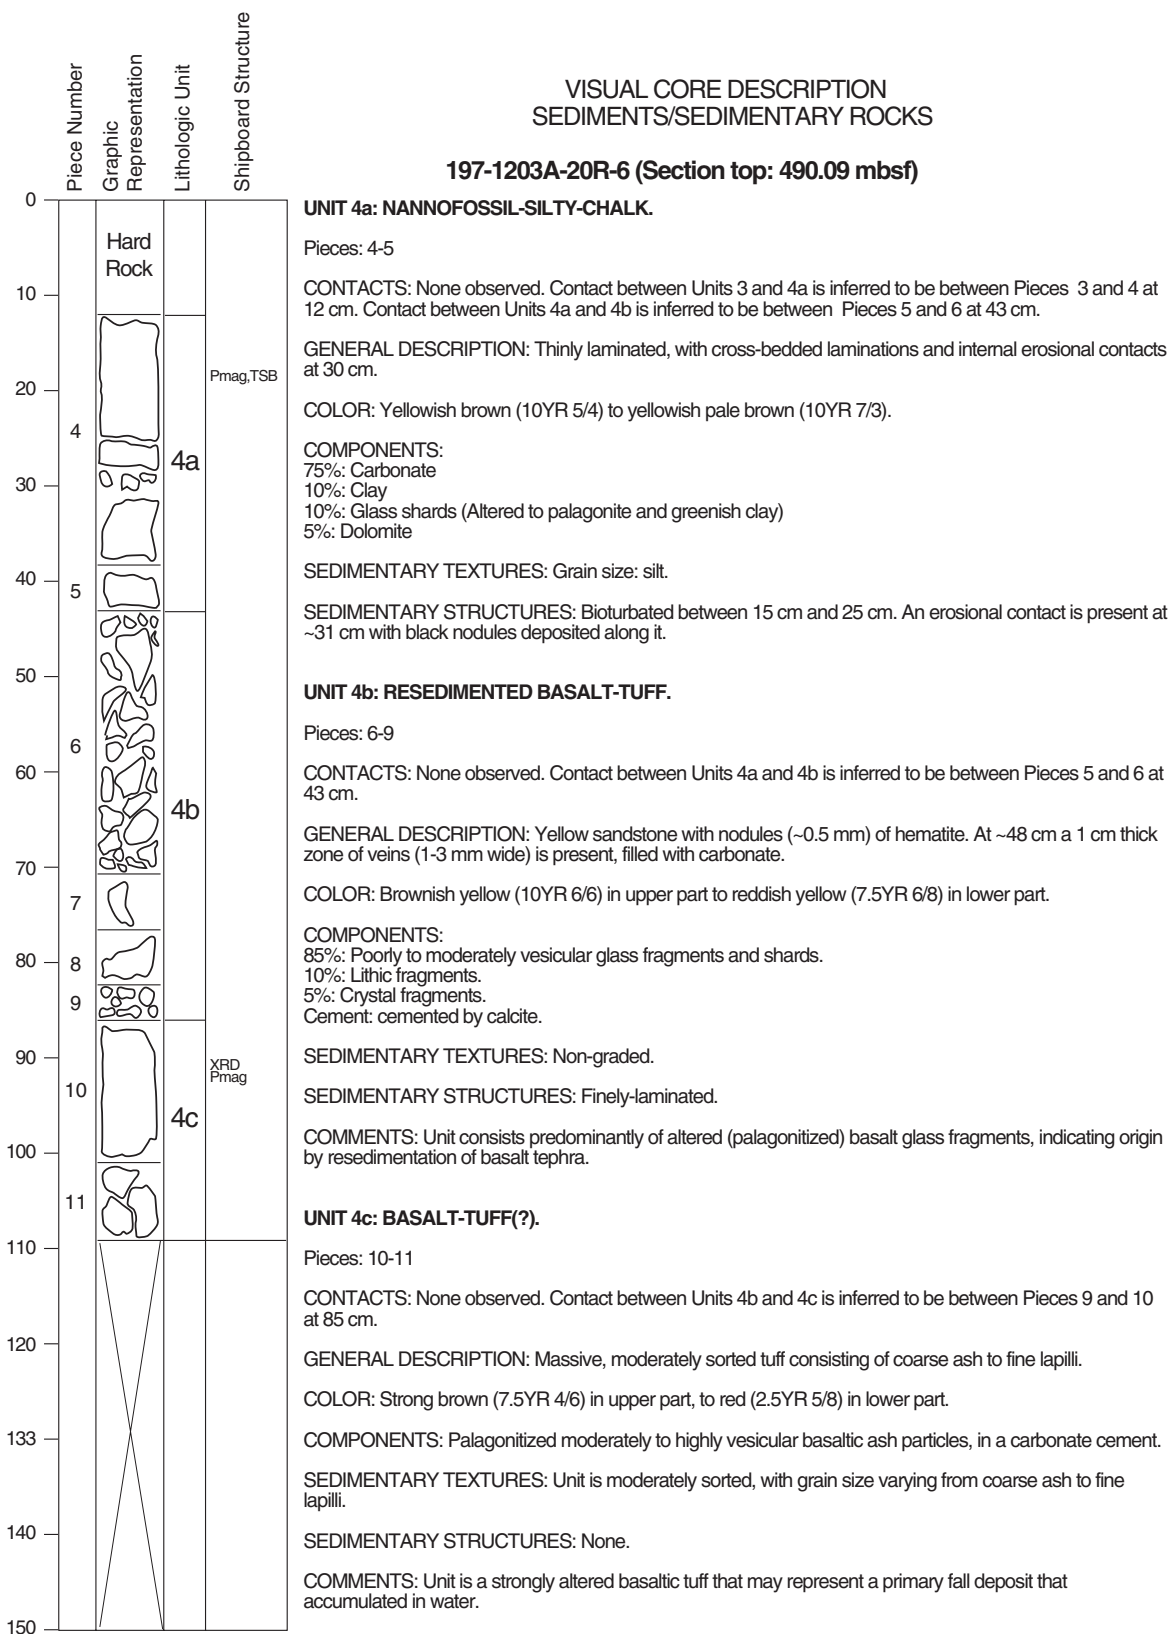 Piece Number
Graphic
Representation
Lithologic Unit
Shipboard Structure
VISUAL CORE DESCRIPTION
SEDIMENTS/SEDIMENTARY ROCKS
197-1203A-20R-6 (Section top: 490.09 mbsf)
0
10
20
30
40
50
60
70
80
90
100
110
120
133
140
150
4
5
6
7
8
9
10
11
Hard
Rock
4a
4b
4c
Pmag,TSB
XRD
Pmag
UNIT 4a: NANNOFOSSIL-SILTY-CHALK.
Pieces: 4-5
CONTACTS: None observed. Contact between Units 3 and 4a is inferred to be between Pieces 3 and 4 at
12 cm. Contact between Units 4a and 4b is inferred to be between Pieces 5 and 6 at 43 cm.
GENERAL DESCRIPTION: Thinly laminated, with cross-bedded laminations and internal erosional contacts
at 30 cm.
COLOR: Yellowish brown (10YR 5/4) to yellowish pale brown (10YR 7/3).
COMPONENTS:
75%: Carbonate
10%: Clay
10%: Glass shards (Altered to palagonite and greenish clay)
5%: Dolomite
SEDIMENTARY TEXTURES: Grain size: silt.
SEDIMENTARY STRUCTURES: Bioturbated between 15 cm and 25 cm. An erosional contact is present at
~31 cm with black nodules deposited along it.
UNIT 4b: RESEDIMENTED BASALT-TUFF.
Pieces: 6-9
CONTACTS: None observed. Contact between Units 4a and 4b is inferred to be between Pieces 5 and 6 at
43 cm.
GENERAL DESCRIPTION: Yellow sandstone with nodules (~0.5 mm) of hematite. At ~48 cm a 1 cm thick
zone of veins (1-3 mm wide) is present, filled with carbonate.
COLOR: Brownish yellow (10YR 6/6) in upper part to reddish yellow (7.5YR 6/8) in lower part.
COMPONENTS:
85%: Poorly to moderately vesicular glass fragments and shards.
10%: Lithic fragments.
5%: Crystal fragments.
Cement: cemented by calcite.
SEDIMENTARY TEXTURES: Non-graded.
SEDIMENTARY STRUCTURES: Finely-laminated.
COMMENTS: Unit consists predominantly of altered (palagonitized) basalt glass fragments, indicating origin
by resedimentation of basalt tephra.
UNIT 4c: BASALT-TUFF(?).
Pieces: 10-11
CONTACTS: None observed. Contact between Units 4b and 4c is inferred to be between Pieces 9 and 10
at 85 cm.
GENERAL DESCRIPTION: Massive, moderately sorted tuff consisting of coarse ash to fine lapilli.
COLOR: Strong brown (7.5YR 4/6) in upper part, to red (2.5YR 5/8) in lower part.
COMPONENTS: Palagonitized moderately to highly vesicular basaltic ash particles, in a carbonate cement.
SEDIMENTARY TEXTURES: Unit is moderately sorted, with grain size varying from coarse ash to fine
lapilli.
SEDIMENTARY STRUCTURES: None.
COMMENTS: Unit is a strongly altered basaltic tuff that may represent a primary fall deposit that
accumulated in water.